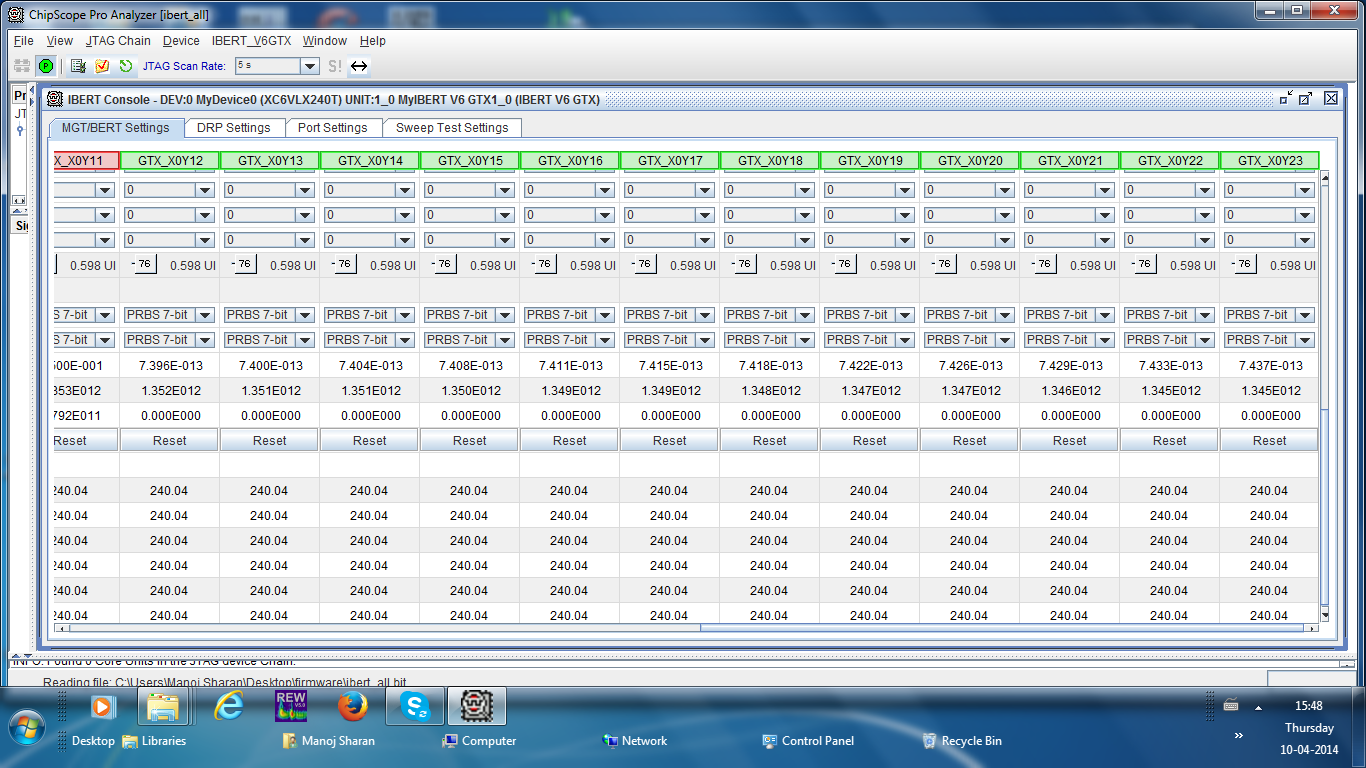 ChipScope Pro Analyzer [ibert_all]
File View JTAG Chain Device IBERT_V6GTX Window Help
JTAG Scan Rate: 5 s S!
Pr
JT
Si
IBERT Console - DEV:0 MyDevice0 (XC6VLX240T) UNIT:1_0 MyIBERT V6 GTX1_0 (IBERT V6 GTX)
MGT/BERT Settings DRP Settings Port Settings Sweep Test Settings
X_X0Y11 GTX_X0Y12 GTX_X0Y13 GTX_X0Y14 GTX_X0Y15 GTX_X0Y16 GTX_X0Y17 GTX_X0Y18 GTX_X0Y19 GTX_X0Y20 GTX_X0Y21 GTX_X0Y22 GTX_X0Y23
0 0 0 0 0 0 0 0 0 0 0 0
0 0 0 0 0 0 0 0 0 0 0 0
0 0 0 0 0 0 0 0 0 0 0 0
0.598 UI -76 0.598 UI -76 0.598 UI -76 0.598 UI -76 0.598 UI -76 0.598 UI -76 0.598 UI -76 0.598 UI -76 0.598 UI -76 0.598 UI -76 0.598 UI -76 0.598 UI -76 0.598 UI
S 7-bit PRBS 7-bit PRBS 7-bit PRBS 7-bit PRBS 7-bit PRBS 7-bit PRBS 7-bit PRBS 7-bit PRBS 7-bit PRBS 7-bit PRBS 7-bit PRBS 7-bit PRBS 7-bit
S 7-bit PRBS 7-bit PRBS 7-bit PRBS 7-bit PRBS 7-bit PRBS 7-bit PRBS 7-bit PRBS 7-bit PRBS 7-bit PRBS 7-bit PRBS 7-bit PRBS 7-bit PRBS 7-bit
00E-001 7.396E-013 7.400E-013 7.404E-013 7.408E-013 7.411E-013 7.415E-013 7.418E-013 7.422E-013 7.426E-013 7.429E-013 7.433E-013 7.437E-013
353E012 1.352E012 1.351E012 1.351E012 1.350E012 1.349E012 1.349E012 1.348E012 1.347E012 1.347E012 1.346E012 1.345E012 1.345E012
792E011 0.000E000 0.000E000 0.000E000 0.000E000 0.000E000 0.000E000 0.000E000 0.000E000 0.000E000 0.000E000 0.000E000 0.000E000
Reset Reset Reset Reset Reset Reset Reset Reset Reset Reset Reset Reset Reset
240.04 240.04 240.04 240.04 240.04 240.04 240.04 240.04 240.04 240.04 240.04 240.04 240.04
240.04 240.04 240.04 240.04 240.04 240.04 240.04 240.04 240.04 240.04 240.04 240.04 240.04
240.04 240.04 240.04 240.04 240.04 240.04 240.04 240.04 240.04 240.04 240.04 240.04 240.04
240.04 240.04 240.04 240.04 240.04 240.04 240.04 240.04 240.04 240.04 240.04 240.04 240.04
240.04 240.04 240.04 240.04 240.04 240.04 240.04 240.04 240.04 240.04 240.04 240.04 240.04
240.04 240.04 240.04 240.04 240.04 240.04 240.04 240.04 240.04 240.04 240.04 240.04 240.04
INFO: Found 0 Core Units in the JTAG device Chain.
Reading file: C:\Users\Manoj Sharan\Desktop\firmware\ibert_all.bit
REW
V5.0
15:48
Thursday
10-04-2014
Desktop Libraries Manoj Sharan Computer Network Control Panel Recycle Bin